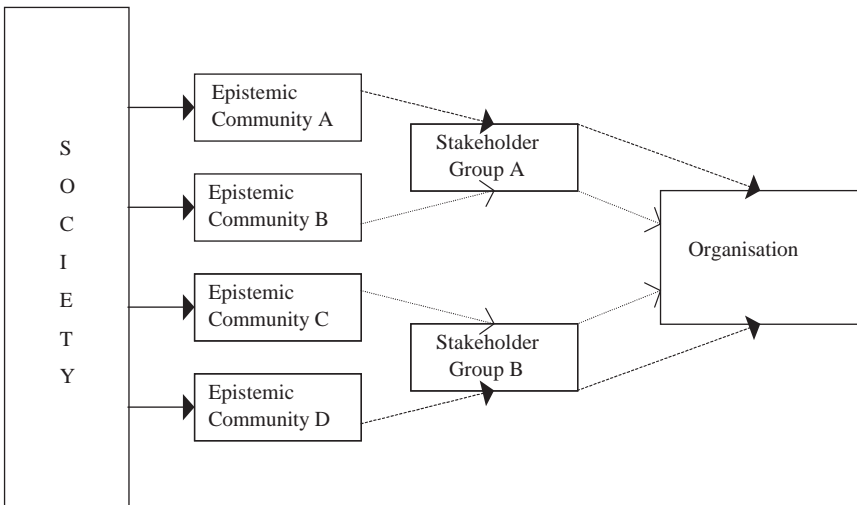 S
O
C
I
E
T
Y
Epistemic
Community A
Epistemic
Community B
Epistemic
Community C
Epistemic
Community D
Stakeholder
Group A
Stakeholder
Group B
Organisation